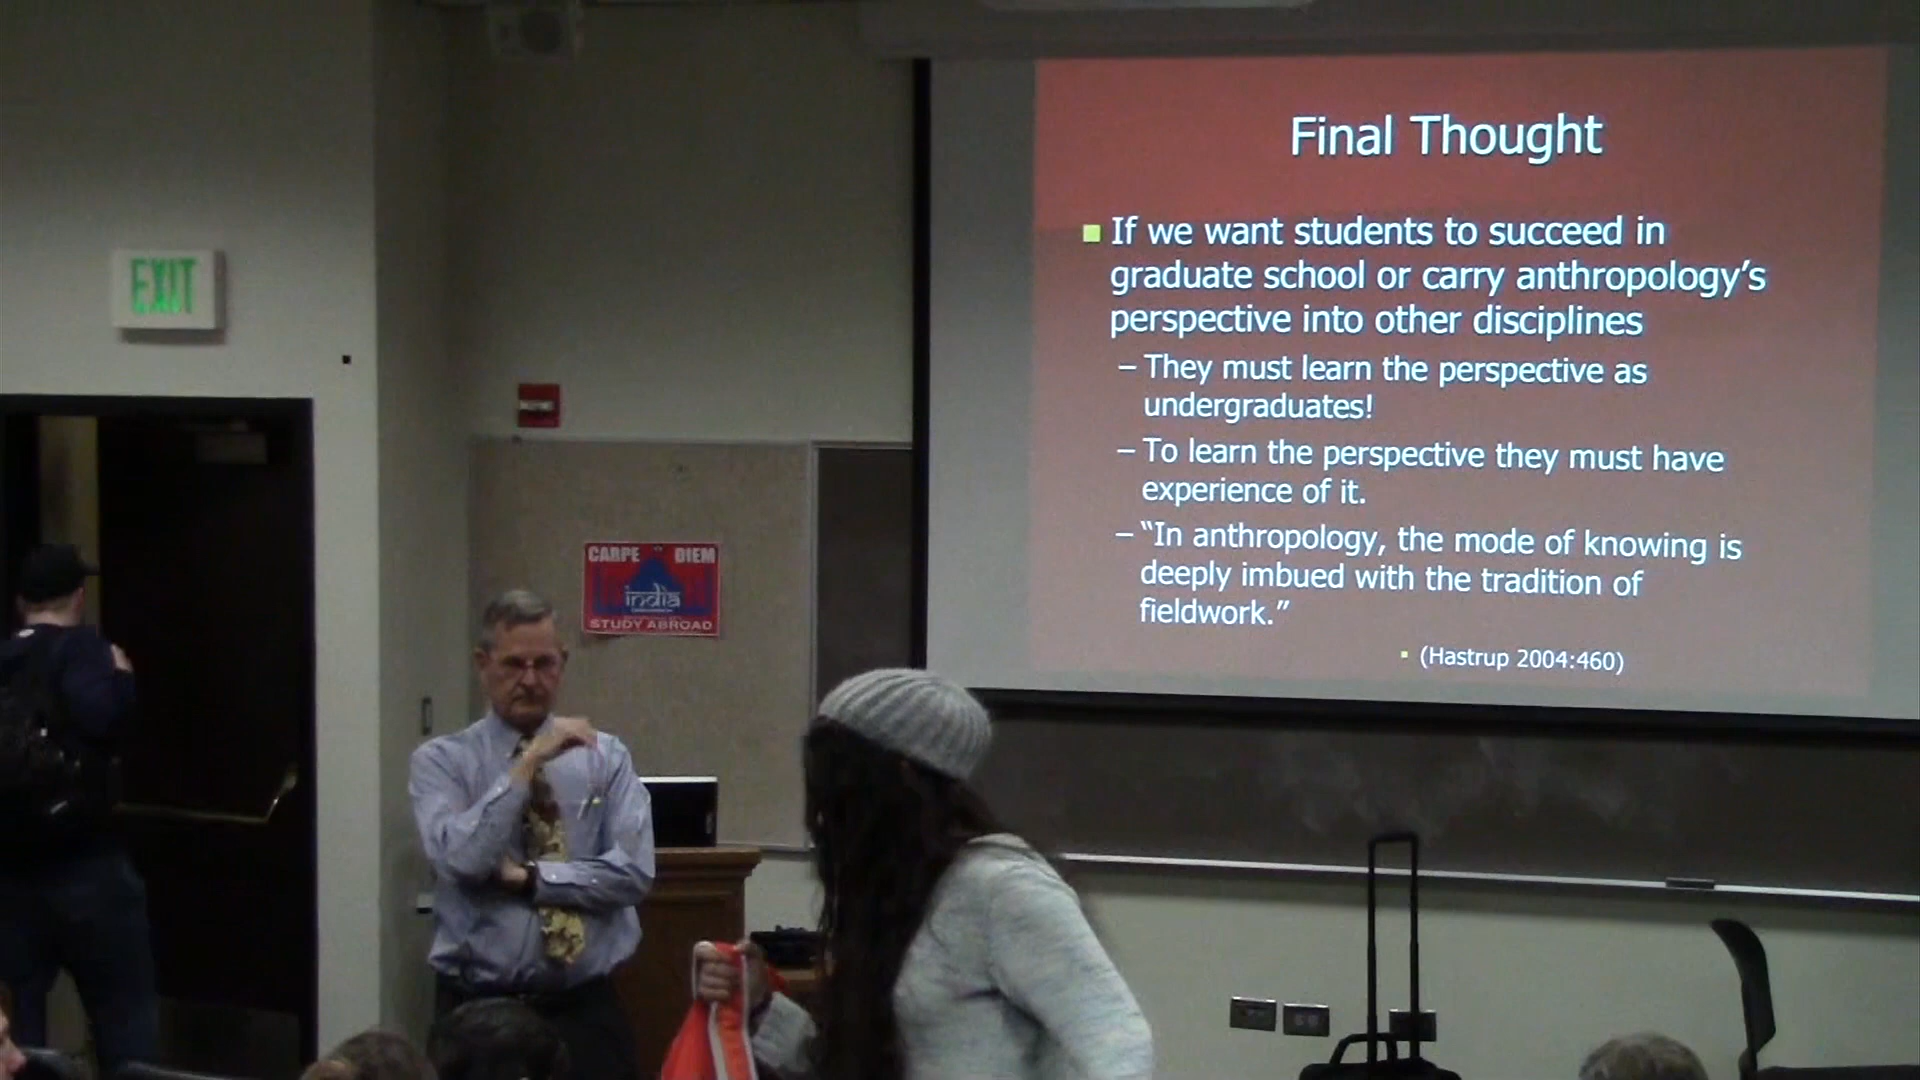 EXIT
CARPE DIEM
india
STUDY ABROAD
Final Thought
If we want students to succeed in
graduate school or carry anthropology’s
perspective into other disciplines
– They must learn the perspective as
undergraduates!
– To learn the perspective they must have
experience of it.
– “In anthropology, the mode of knowing is
deeply imbued with the tradition of
fieldwork.”
(Hastrup 2004:460)